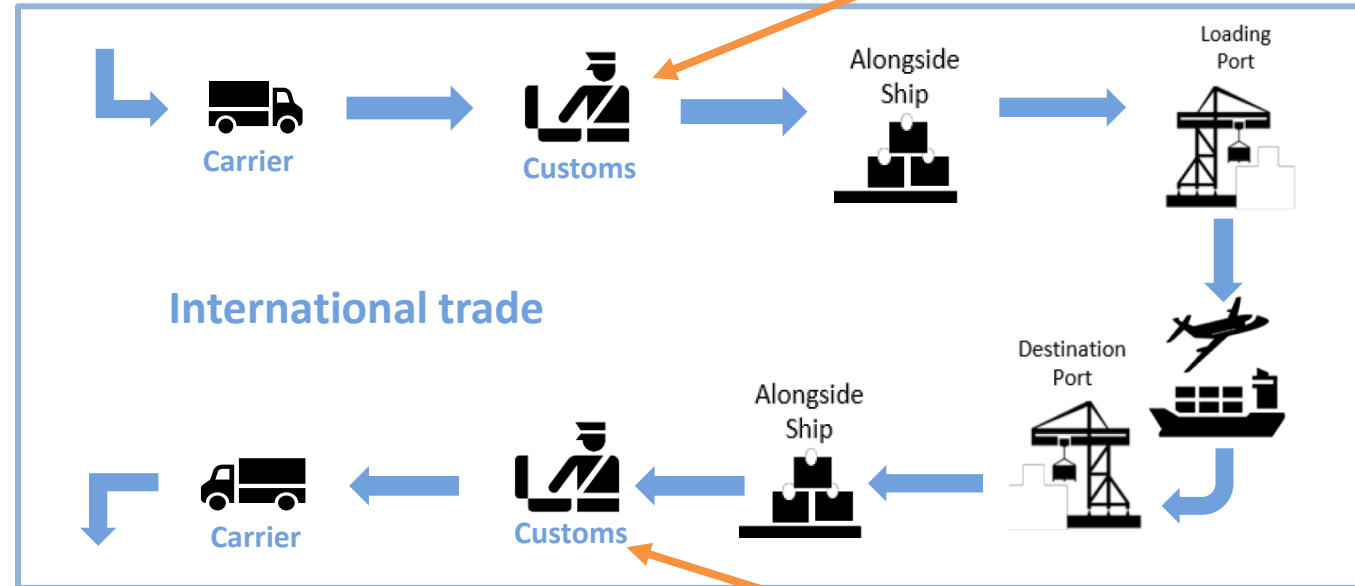 Loading
Port
Alongside
Ship
Carrier
Customs
International trade
Destination
Port
Alongside
Ship
Customs
Carrier